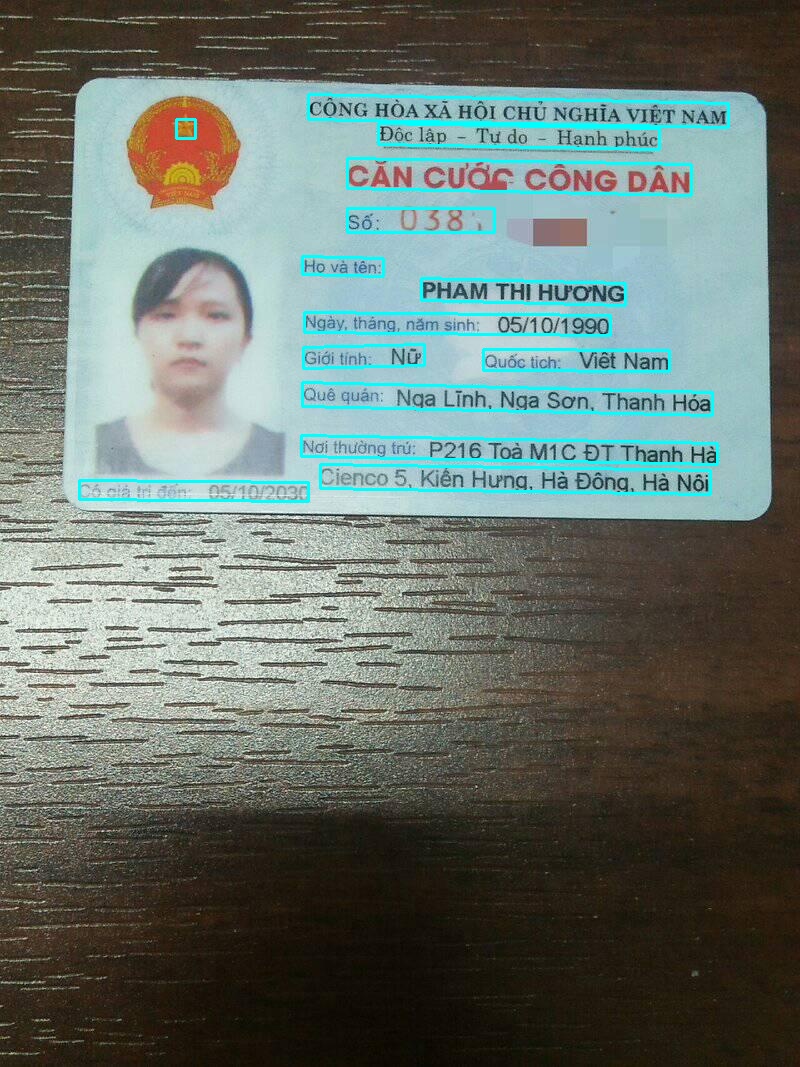 CỘNG HÒA XÃ HỘI CHỦ NGHĨA VIỆT NAM
Độc lập - Tự do - Hạnh phúc
CĂN CƯỚC CÔNG DÂN
Số: 038
Họ và tên:
PHẠM THỊ HƯƠNG
Ngày, tháng, năm sinh: 05/10/1990
Giới tính: Nữ Quốc tịch: Việt Nam
Quê quán: Nga Lĩnh, Nga Sơn, Thanh Hóa
Nơi thường trú: P216 Toà M1C ĐT Thanh Hà
Cienco 5, Kiến Hưng, Hà Đông, Hà Nội
Có giá trị đến: 05/10/2030
VIỆT NAM